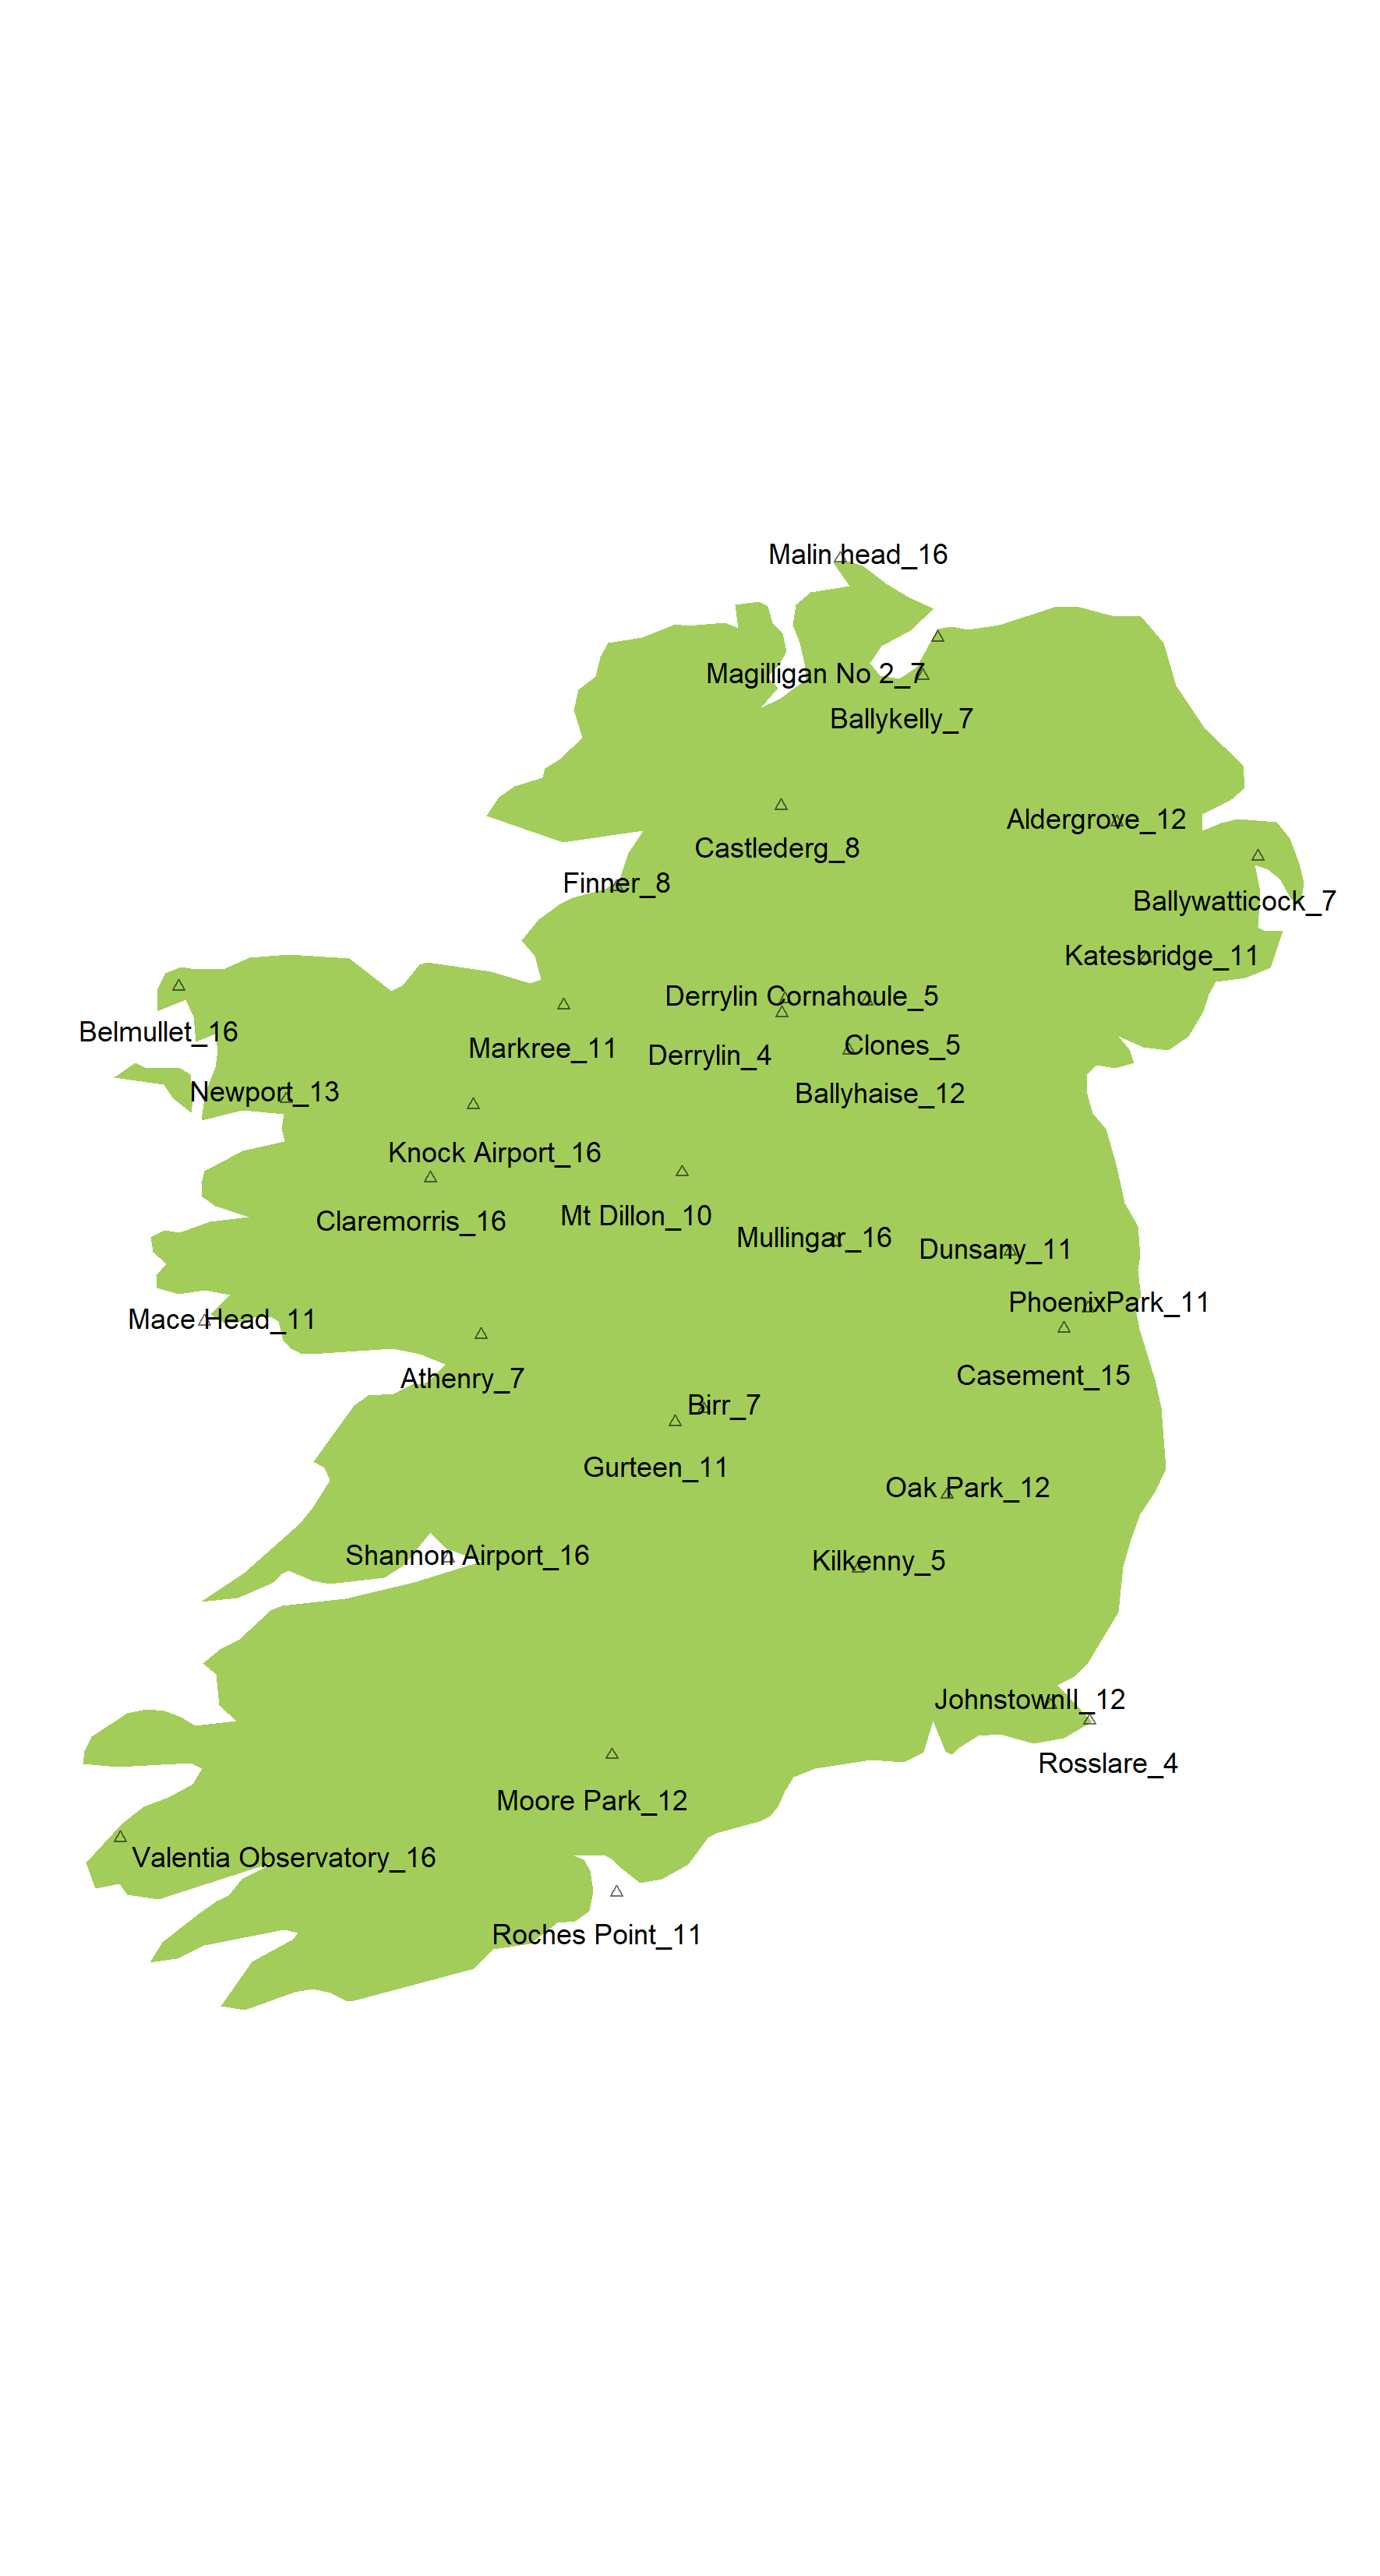 Malin head_16
Magilligan No 2_7
Ballykelly_7
Aldergrove_12
Castlederg_8
Finner_8
Ballywatticock_7
Katesbridge_11
Derrylin Cornahoule_5
Belmullet_16
Markree_11
Derrylin_4
Clones_5
Newport_13
Ballyhaise_12
Knock Airport_16
Claremorris_16
Mt Dillon_10
Mullingar_16
Dunsany_11
PhoenixPark_11
Mace Head_11
Athenry_7
Casement_15
Birr_7
Gurteen_11
Oak Park_12
Shannon Airport_16
Kilkenny_5
JohnstownII_12
Rosslare_4
Moore Park_12
Valentia Observatory_16
Roches Point_11